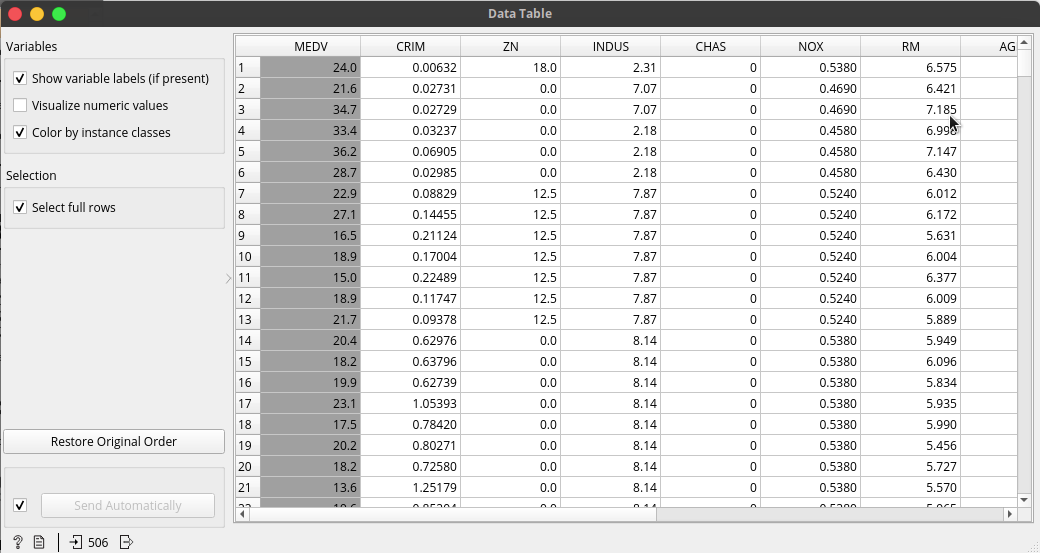 Data Table
Variables
Show variable labels (if present)
Visualize numeric values
Color by instance classes
Selection
Select full rows
Restore Original Order
Send Automatically
? 506
MEDV CRIM ZN INDUS CHAS NOX RM AG
1 24.0 0.00632 18.0 2.31 0 0.5380 6.575
2 21.6 0.02731 0.0 7.07 0 0.4690 6.421
3 34.7 0.02729 0.0 7.07 0 0.4690 7.185
4 33.4 0.03237 0.0 2.18 0 0.4580 6.998
5 36.2 0.06905 0.0 2.18 0 0.4580 7.147
6 28.7 0.02985 0.0 2.18 0 0.4580 6.430
7 22.9 0.08829 12.5 7.87 0 0.5240 6.012
8 27.1 0.14455 12.5 7.87 0 0.5240 6.172
9 16.5 0.21124 12.5 7.87 0 0.5240 5.631
10 18.9 0.17004 12.5 7.87 0 0.5240 6.004
11 15.0 0.22489 12.5 7.87 0 0.5240 6.377
12 18.9 0.11747 12.5 7.87 0 0.5240 6.009
13 21.7 0.09378 12.5 7.87 0 0.5240 5.889
14 20.4 0.62976 0.0 8.14 0 0.5380 5.949
15 18.2 0.63796 0.0 8.14 0 0.5380 6.096
16 19.9 0.62739 0.0 8.14 0 0.5380 5.834
17 23.1 1.05393 0.0 8.14 0 0.5380 5.935
18 17.5 0.78420 0.0 8.14 0 0.5380 5.990
19 20.2 0.80271 0.0 8.14 0 0.5380 5.456
20 18.2 0.72580 0.0 8.14 0 0.5380 5.727
21 13.6 1.25179 0.0 8.14 0 0.5380 5.570